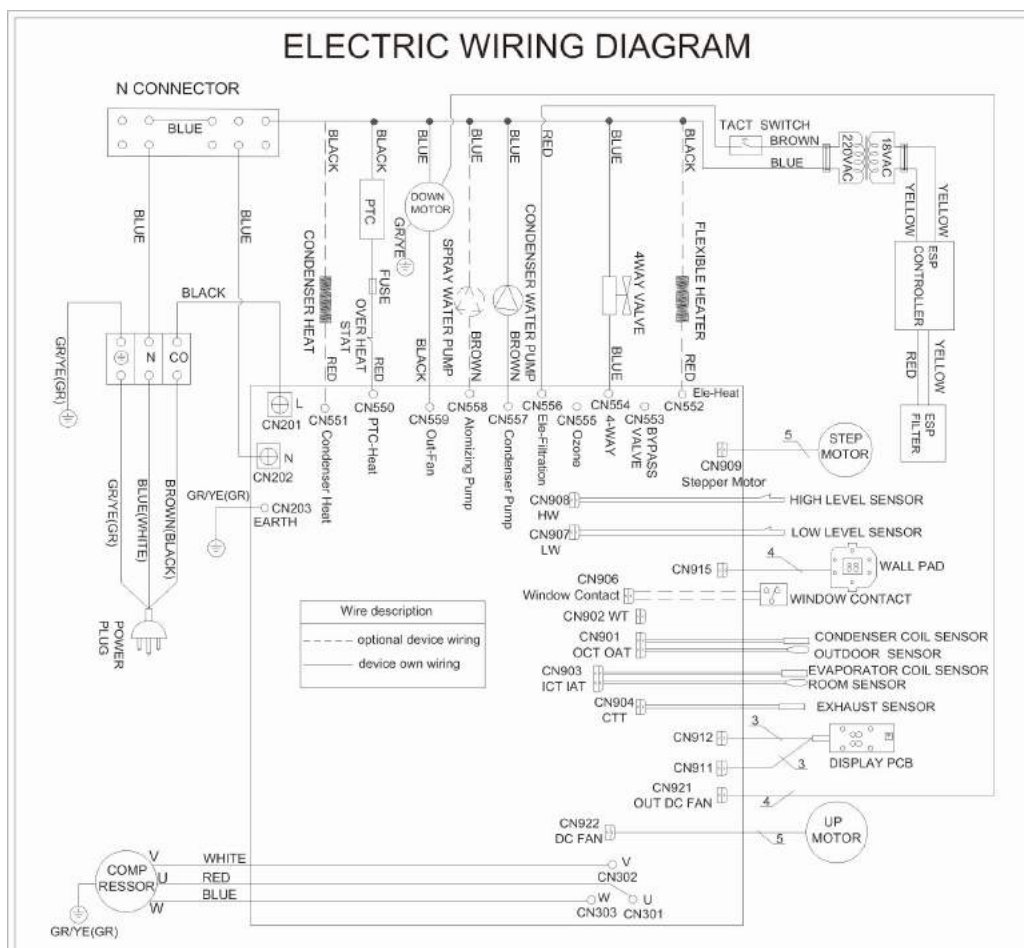 ELECTRIC WIRING DIAGRAM
N CONNECTOR
BLUE
BLUE
BLUE
BLACK
BLACK
BLUE
BLUE
BLUE
RED
BLUE
BLACK
TACT SWITCH
BROWN
BLUE
220VAC
18VAC
YELLOW
YELLOW
ESP
CONTROLLER
RED
YELLOW
ESP
FILTER
PTC
DOWN
MOTOR
GR/YE
CONDENSER HEAT
FUSE
OVER HEAT
STAT
SPRAY WATER PUMP
CONDENSER WATER PUMP
4WAY VALVE
FLEXIBLE HEATER
BLACK
GR/YE(GR)
N
CO
RED
RED
BLACK
BROWN
BROWN
BLUE
RED
L
CN201
N
CN202
GR/YE(GR)
CN203
EARTH
CN551
Condenser Heat
CN550
PTC-Heat
CN559
Out-Fan
CN558
Atomizing Pump
CN557
Condenser Pump
CN556
Ele-Filtration
CN555
Ozone
CN554
4-WAY
CN553
BYPASS
VALVE
CN552
Ele-Heat
GR/YE(GR)
BLUE(WHITE)
BROWN(BLACK)
POWER
PLUG
CN909
Stepper Motor
5
STEP
MOTOR
CN908
HW
HIGH LEVEL SENSOR
CN907
LW
LOW LEVEL SENSOR
CN915
4
WALL PAD
CN906
Window Contact
WINDOW CONTACT
CN902 WT
CN901
OCT OAT
CONDENSER COIL SENSOR
OUTDOOR SENSOR
CN903
ICT IAT
EVAPORATOR COIL SENSOR
ROOM SENSOR
CN904
CTT
EXHAUST SENSOR
Wire description
optional device wiring
device own wiring
CN912
3
CN911
3
DISPLAY PCB
CN921
OUT DC FAN
4
CN922
DC FAN
5
UP
MOTOR
COMP
RESSOR
V
WHITE
V
CN302
U
RED
U
CN301
W
BLUE
W
CN303
GR/YE(GR)